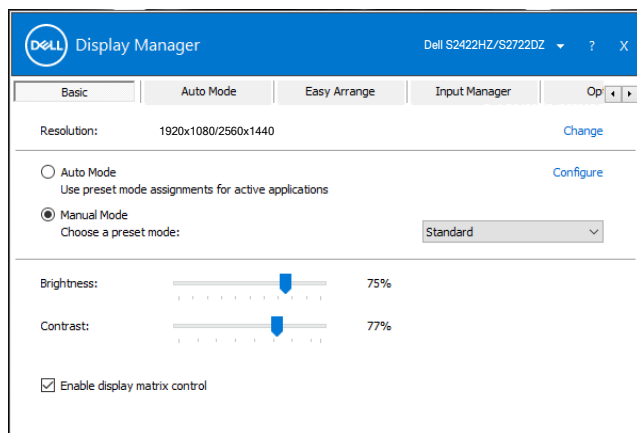 DELL Display Manager Dell S2422HZ/S2722DZ ? X
Basic Auto Mode Easy Arrange Input Manager Op
Resolution: 1920x1080/2560x1440 Change
Auto Mode Configure
Use preset mode assignments for active applications
Manual Mode
Choose a preset mode: Standard
Brightness: 75%
Contrast: 77%
Enable display matrix control